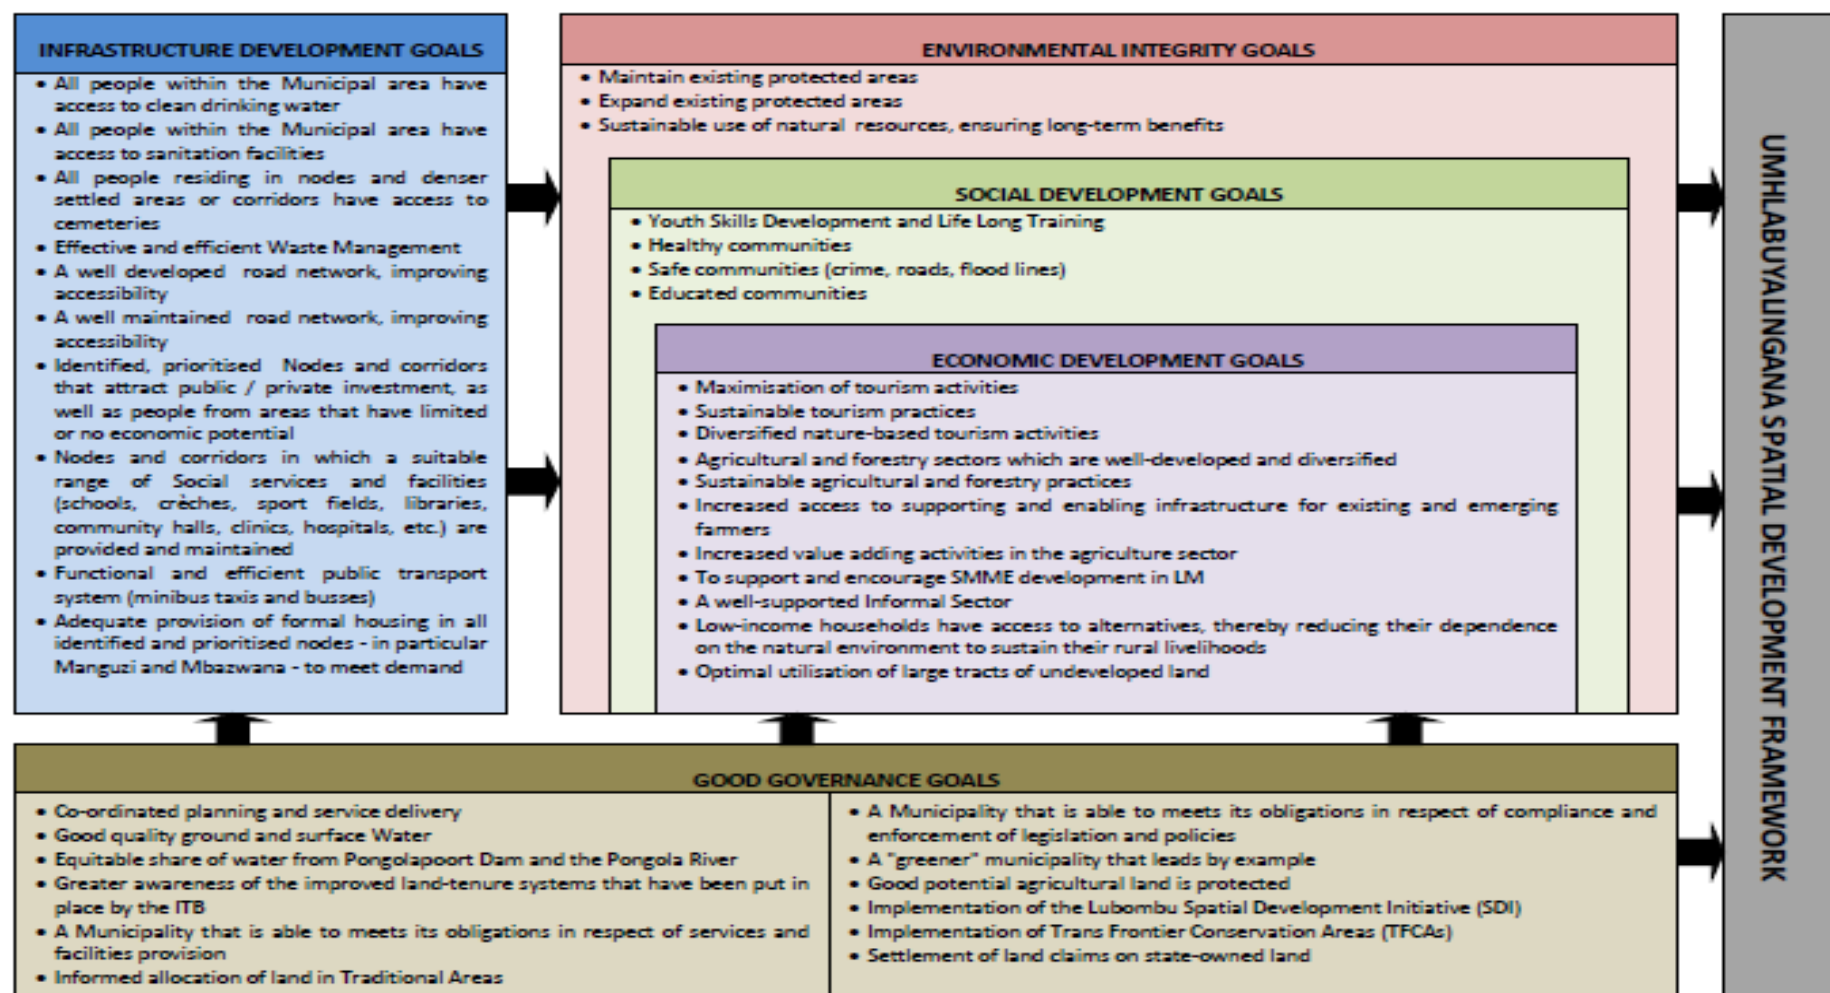 INFRASTRUCTURE DEVELOPMENT GOALS
• All people within the Municipal area have
access to clean drinking water
• All people within the Municipal area have
access to sanitation facilities
• All people residing in nodes and denser
settled areas or corridors have access to
cemeteries
• Effective and efficient Waste Management
• A well developed road network, improving
accessibility
• A well maintained road network, improving
accessibility
• Identified, prioritised Nodes and corridors
that attract public / private investment, as
well as people from areas that have limited
or no economic potential
• Nodes and corridors in which a suitable
range of Social services and facilities
(schools, crèches, sport fields, libraries,
community halls, clinics, hospitals, etc.) are
provided and maintained
• Functional and efficient public transport
system (minibus taxis and busses)
• Adequate provision of formal housing in all
identified and prioritised nodes - in particular
Manguzi and Mbazwana - to meet demand
ENVIRONMENTAL INTEGRITY GOALS
• Maintain existing protected areas
• Expand existing protected areas
• Sustainable use of natural resources, ensuring long-term benefits
SOCIAL DEVELOPMENT GOALS
• Youth Skills Development and Life Long Training
• Healthy communities
• Safe communities (crime, roads, flood lines)
• Educated communities
ECONOMIC DEVELOPMENT GOALS
• Maximisation of tourism activities
• Sustainable tourism practices
• Diversified nature-based tourism activities
• Agricultural and forestry sectors which are well-developed and diversified
• Sustainable agricultural and forestry practices
• Increased access to supporting and enabling infrastructure for existing and emerging
farmers
• Increased value adding activities in the agriculture sector
• To support and encourage SMME development in LM
• A well-supported Informal Sector
• Low-income households have access to alternatives, thereby reducing their dependence
on the natural environment to sustain their rural livelihoods
• Optimal utilisation of large tracts of undeveloped land
GOOD GOVERNANCE GOALS
• Co-ordinated planning and service delivery
• Good quality ground and surface Water
• Equitable share of water from Pongolapoort Dam and the Pongola River
• Greater awareness of the improved land-tenure systems that have been put in
place by the ITB
• A Municipality that is able to meets its obligations in respect of services and
facilities provision
• Informed allocation of land in Traditional Areas
• A Municipality that is able to meets its obligations in respect of compliance and
enforcement of legislation and policies
• A "greener" municipality that leads by example
• Good potential agricultural land is protected
• Implementation of the Lubombu Spatial Development Initiative (SDI)
• Implementation of Trans Frontier Conservation Areas (TFCAs)
• Settlement of land claims on state-owned land
UMHLABUYALINGANA SPATIAL DEVELOPMENT FRAMEWORK